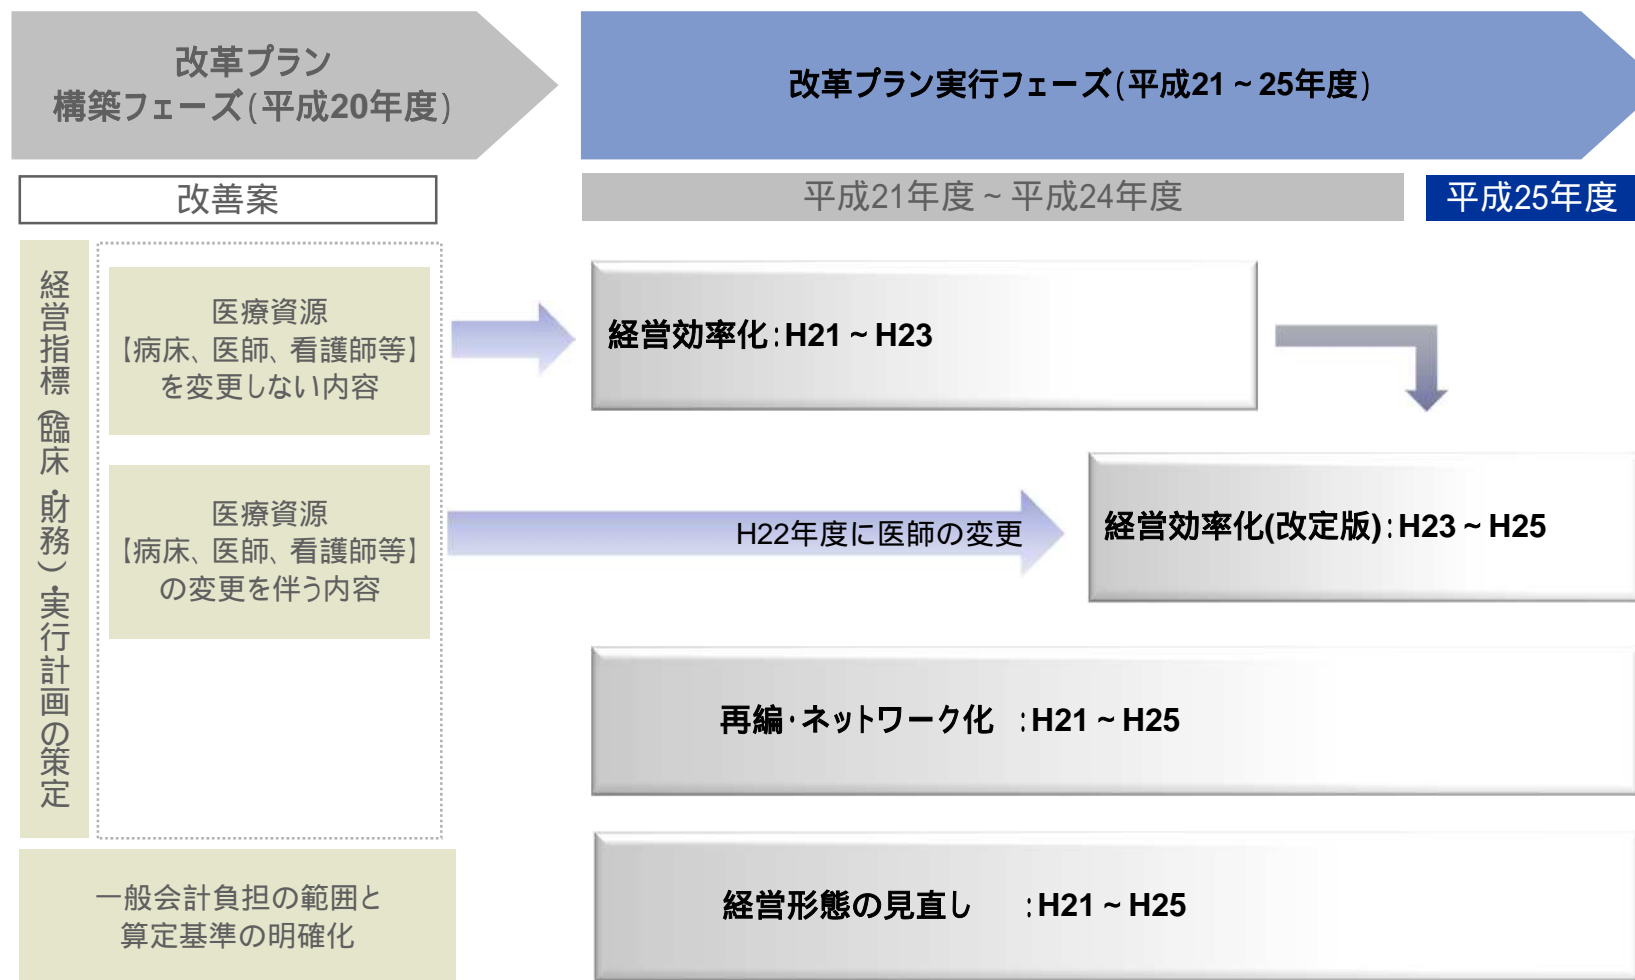 改革プラン
構築フェーズ(平成20年度)
改革プラン実行フェーズ(平成21~25年度)
改善案
平成21年度~平成24年度
平成25年度
経営指標(臨床・財務)・実行計画の策定
医療資源
【病床、医師、看護師等】
を変更しない内容
経営効率化:H21~H23
医療資源
【病床、医師、看護師等】
の変更を伴う内容
H22年度に医師の変更
経営効率化(改定版):H23~H25
再編・ネットワーク化 :H21~H25
一般会計負担の範囲と
算定基準の明確化
経営形態の見直し :H21~H25